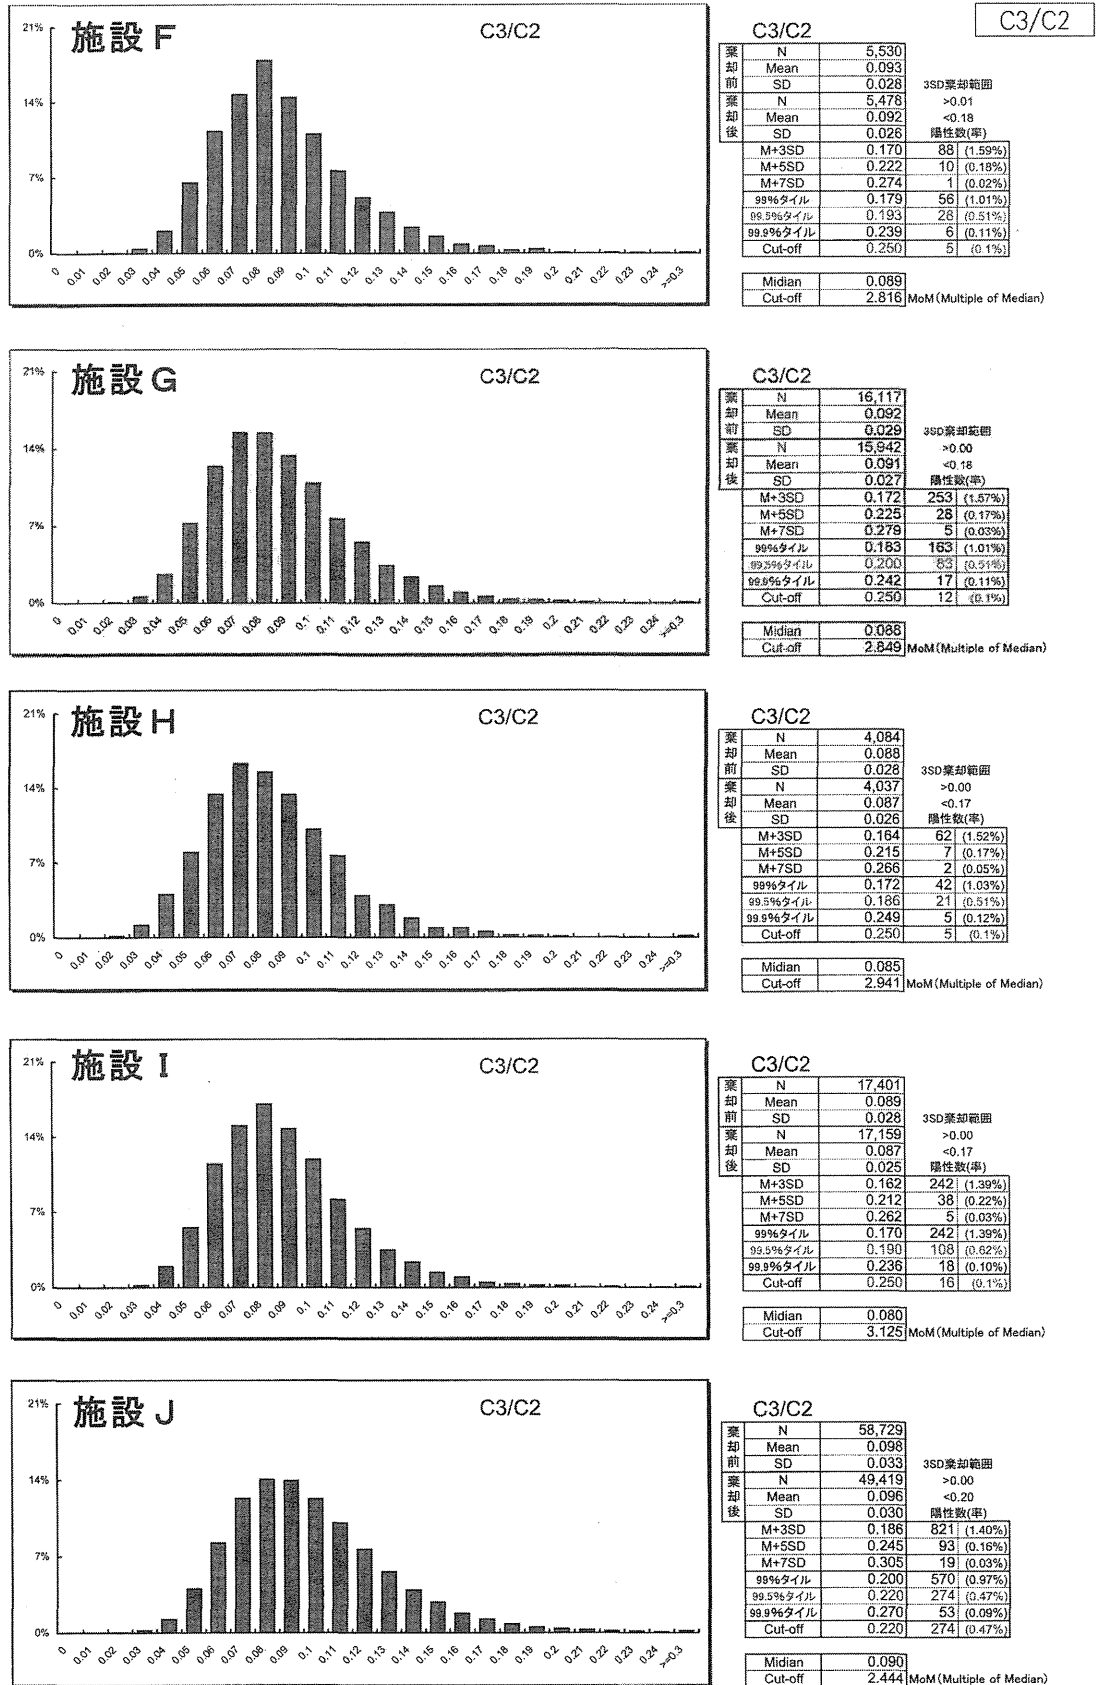 C3/C2
施設 F
C3/C2
21%
14%
7%
0%
0 0.01 0.02 0.03 0.04 0.05 0.06 0.07 0.08 0.09 0.1 0.11 0.12 0.13 0.14 0.15 0.16 0.17 0.18 0.19 0.2 0.21 0.22 0.23 0.24 >=0.3
C3/C2
棄却前 N 5,530
Mean 0.093
SD 0.028 3SD棄却範囲
棄却後 N 5,478 >0.01
Mean 0.092 <0.18
SD 0.026 陽性数(率)
M+3SD 0.170 88 (1.59%)
M+5SD 0.222 10 (0.18%)
M+7SD 0.274 1 (0.02%)
99%タイル 0.179 56 (1.01%)
99.5%タイル 0.193 28 (0.51%)
99.9%タイル 0.239 6 (0.11%)
Cut-off 0.250 5 (0.1%)
Midian 0.089
Cut-off 2.816 MoM(Multiple of Median)
施設 G
C3/C2
21%
14%
7%
0%
0 0.01 0.02 0.03 0.04 0.05 0.06 0.07 0.08 0.09 0.1 0.11 0.12 0.13 0.14 0.15 0.16 0.17 0.18 0.19 0.2 0.21 0.22 0.23 0.24 >=0.3
C3/C2
棄却前 N 16,117
Mean 0.092
SD 0.029 3SD棄却範囲
棄却後 N 15,942 >0.00
Mean 0.091 <0.18
SD 0.027 陽性数(率)
M+3SD 0.172 253 (1.57%)
M+5SD 0.225 28 (0.17%)
M+7SD 0.279 5 (0.03%)
99%タイル 0.183 163 (1.01%)
99.5%タイル 0.200 83 (0.51%)
99.9%タイル 0.242 17 (0.11%)
Cut-off 0.250 12 (0.1%)
Midian 0.088
Cut-off 2.849 MoM(Multiple of Median)
施設 H
C3/C2
21%
14%
7%
0%
0 0.01 0.02 0.03 0.04 0.05 0.06 0.07 0.08 0.09 0.1 0.11 0.12 0.13 0.14 0.15 0.16 0.17 0.18 0.19 0.2 0.21 0.22 0.23 0.24 >=0.3
C3/C2
棄却前 N 4,084
Mean 0.088
SD 0.028 3SD棄却範囲
棄却後 N 4,037 >0.00
Mean 0.087 <0.17
SD 0.026 陽性数(率)
M+3SD 0.164 62 (1.52%)
M+5SD 0.215 7 (0.17%)
M+7SD 0.266 2 (0.05%)
99%タイル 0.172 42 (1.03%)
99.5%タイル 0.186 21 (0.51%)
99.9%タイル 0.249 5 (0.12%)
Cut-off 0.250 5 (0.1%)
Midian 0.085
Cut-off 2.941 MoM(Multiple of Median)
施設 I
C3/C2
21%
14%
7%
0%
0 0.01 0.02 0.03 0.04 0.05 0.06 0.07 0.08 0.09 0.1 0.11 0.12 0.13 0.14 0.15 0.16 0.17 0.18 0.19 0.2 0.21 0.22 0.23 0.24 >=0.3
C3/C2
棄却前 N 17,401
Mean 0.089
SD 0.028 3SD棄却範囲
棄却後 N 17,159 >0.00
Mean 0.087 <0.17
SD 0.025 陽性数(率)
M+3SD 0.162 242 (1.39%)
M+5SD 0.212 38 (0.22%)
M+7SD 0.262 5 (0.03%)
99%タイル 0.170 242 (1.39%)
99.5%タイル 0.190 108 (0.62%)
99.9%タイル 0.236 18 (0.10%)
Cut-off 0.250 16 (0.1%)
Midian 0.080
Cut-off 3.125 MoM(Multiple of Median)
施設 J
C3/C2
21%
14%
7%
0%
0 0.01 0.02 0.03 0.04 0.05 0.06 0.07 0.08 0.09 0.1 0.11 0.12 0.13 0.14 0.15 0.16 0.17 0.18 0.19 0.2 0.21 0.22 0.23 0.24 >=0.3
C3/C2
棄却前 N 58,729
Mean 0.098
SD 0.033 3SD棄却範囲
棄却後 N 49,419 >0.00
Mean 0.096 <0.20
SD 0.030 陽性数(率)
M+3SD 0.186 821 (1.40%)
M+5SD 0.245 93 (0.16%)
M+7SD 0.305 19 (0.03%)
99%タイル 0.200 570 (0.97%)
99.5%タイル 0.220 274 (0.47%)
99.9%タイル 0.270 53 (0.09%)
Cut-off 0.220 274 (0.47%)
Midian 0.090
Cut-off 2.444 MoM(Multiple of Median)